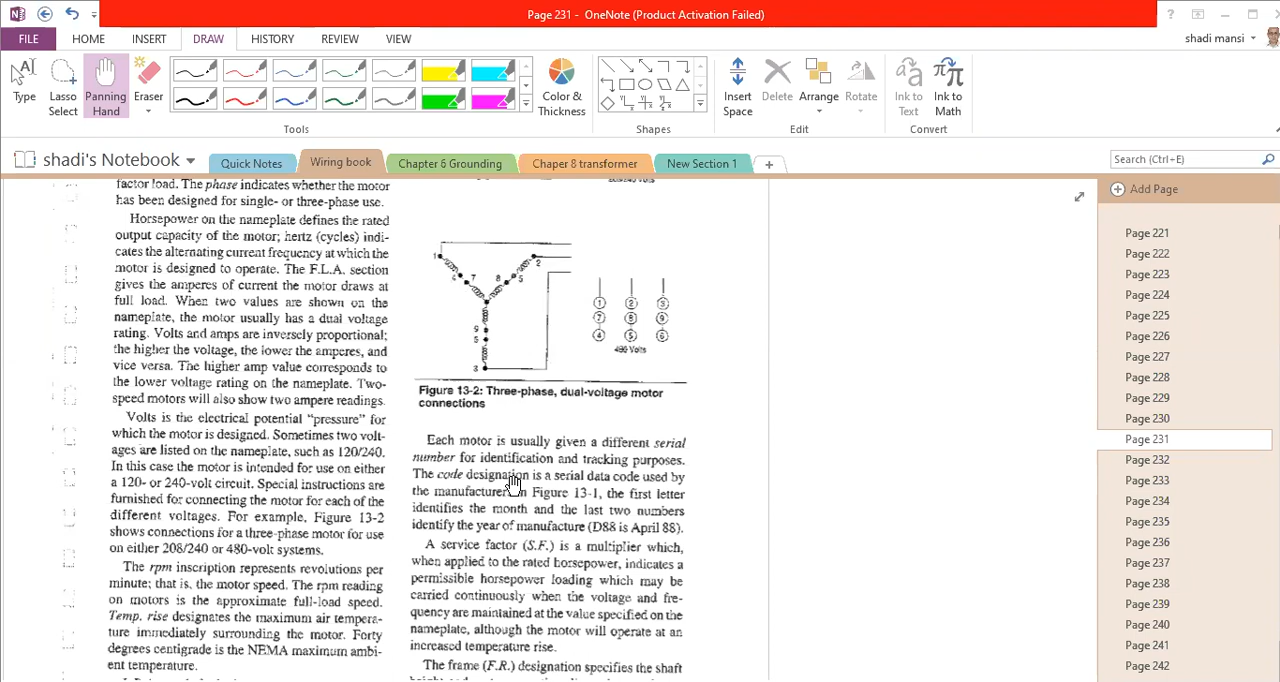 Page 231 - OneNote (Product Activation Failed)
FILE HOME INSERT DRAW HISTORY REVIEW VIEW
shadi mansi
Type
Lasso Select
Panning Hand
Eraser
Color & Thickness
Insert Space
Delete
Arrange
Rotate
Ink to Text
Ink to Math
Tools
Shapes
Edit
Convert
shadi's Notebook
Quick Notes
Wiring book
Chapter 6 Grounding
Chaper 8 transformer
New Section 1
Search (Ctrl+E)
factor load. The phase indicates whether the motor
has been designed for single- or three-phase use.
Horsepower on the nameplate defines the rated
output capacity of the motor; hertz (cycles) indi-
cates the alternating current frequency at which the
motor is designed to operate. The F.L.A. section
gives the amperes of current the motor draws at
full load. When two values are shown on the
nameplate, the motor usually has a dual voltage
rating. Volts and amps are inversely proportional;
the higher the voltage, the lower the amperes, and
vice versa. The higher amp value corresponds to
the lower voltage rating on the nameplate. Two-
speed motors will also show two ampere readings.
Volts is the electrical potential "pressure" for
which the motor is designed. Sometimes two volt-
ages are listed on the nameplate, such as 120/240.
In this case the motor is intended for use on either
a 120- or 240-volt circuit. Special instructions are
furnished for connecting the motor for each of the
different voltages. For example, Figure 13-2
shows connections for a three-phase motor for use
on either 208/240 or 480-volt systems.
The rpm inscription represents revolutions per
minute; that is, the motor speed. The rpm reading
on motors is the approximate full-load speed.
Temp. rise designates the maximum air tempera-
ture immediately surrounding the motor. Forty
degrees centigrade is the NEMA maximum ambi-
ent temperature.
1
2
7
8
5
9
3
1 2 3
7 8 9
4 5 6
480 Volts
Figure 13-2: Three-phase, dual-voltage motor
connections
Each motor is usually given a different serial
number for identification and tracking purposes.
The code designation is a serial data code used by
the manufacturer. In Figure 13-1, the first letter
identifies the month and the last two numbers
identify the year of manufacture (D88 is April 88).
A service factor (S.F.) is a multiplier which,
when applied to the rated horsepower, indicates a
permissible horsepower loading which may be
carried continuously when the voltage and fre-
quency are maintained at the value specified on the
nameplate, although the motor will operate at an
increased temperature rise.
The frame (F.R.) designation specifies the shaft
Add Page
Page 221
Page 222
Page 223
Page 224
Page 225
Page 226
Page 227
Page 228
Page 229
Page 230
Page 231
Page 232
Page 233
Page 234
Page 235
Page 236
Page 237
Page 238
Page 239
Page 240
Page 241
Page 242